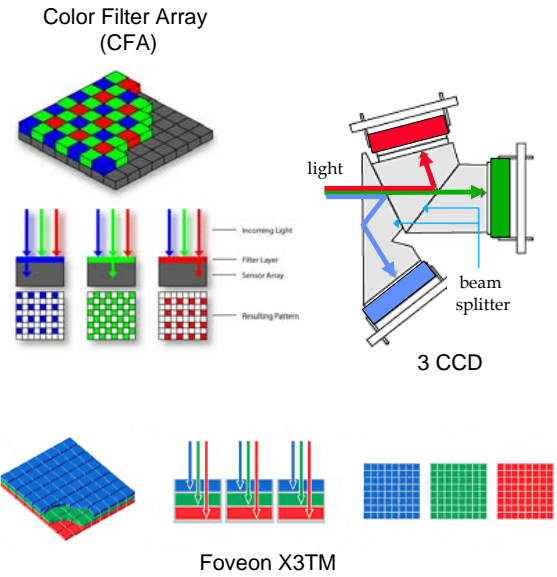 Color Filter Array
(CFA)
light
Incoming Light
Filter Layer
Sensor Array
Resulting Pattern
beam
splitter
3 CCD
Foveon X3TM